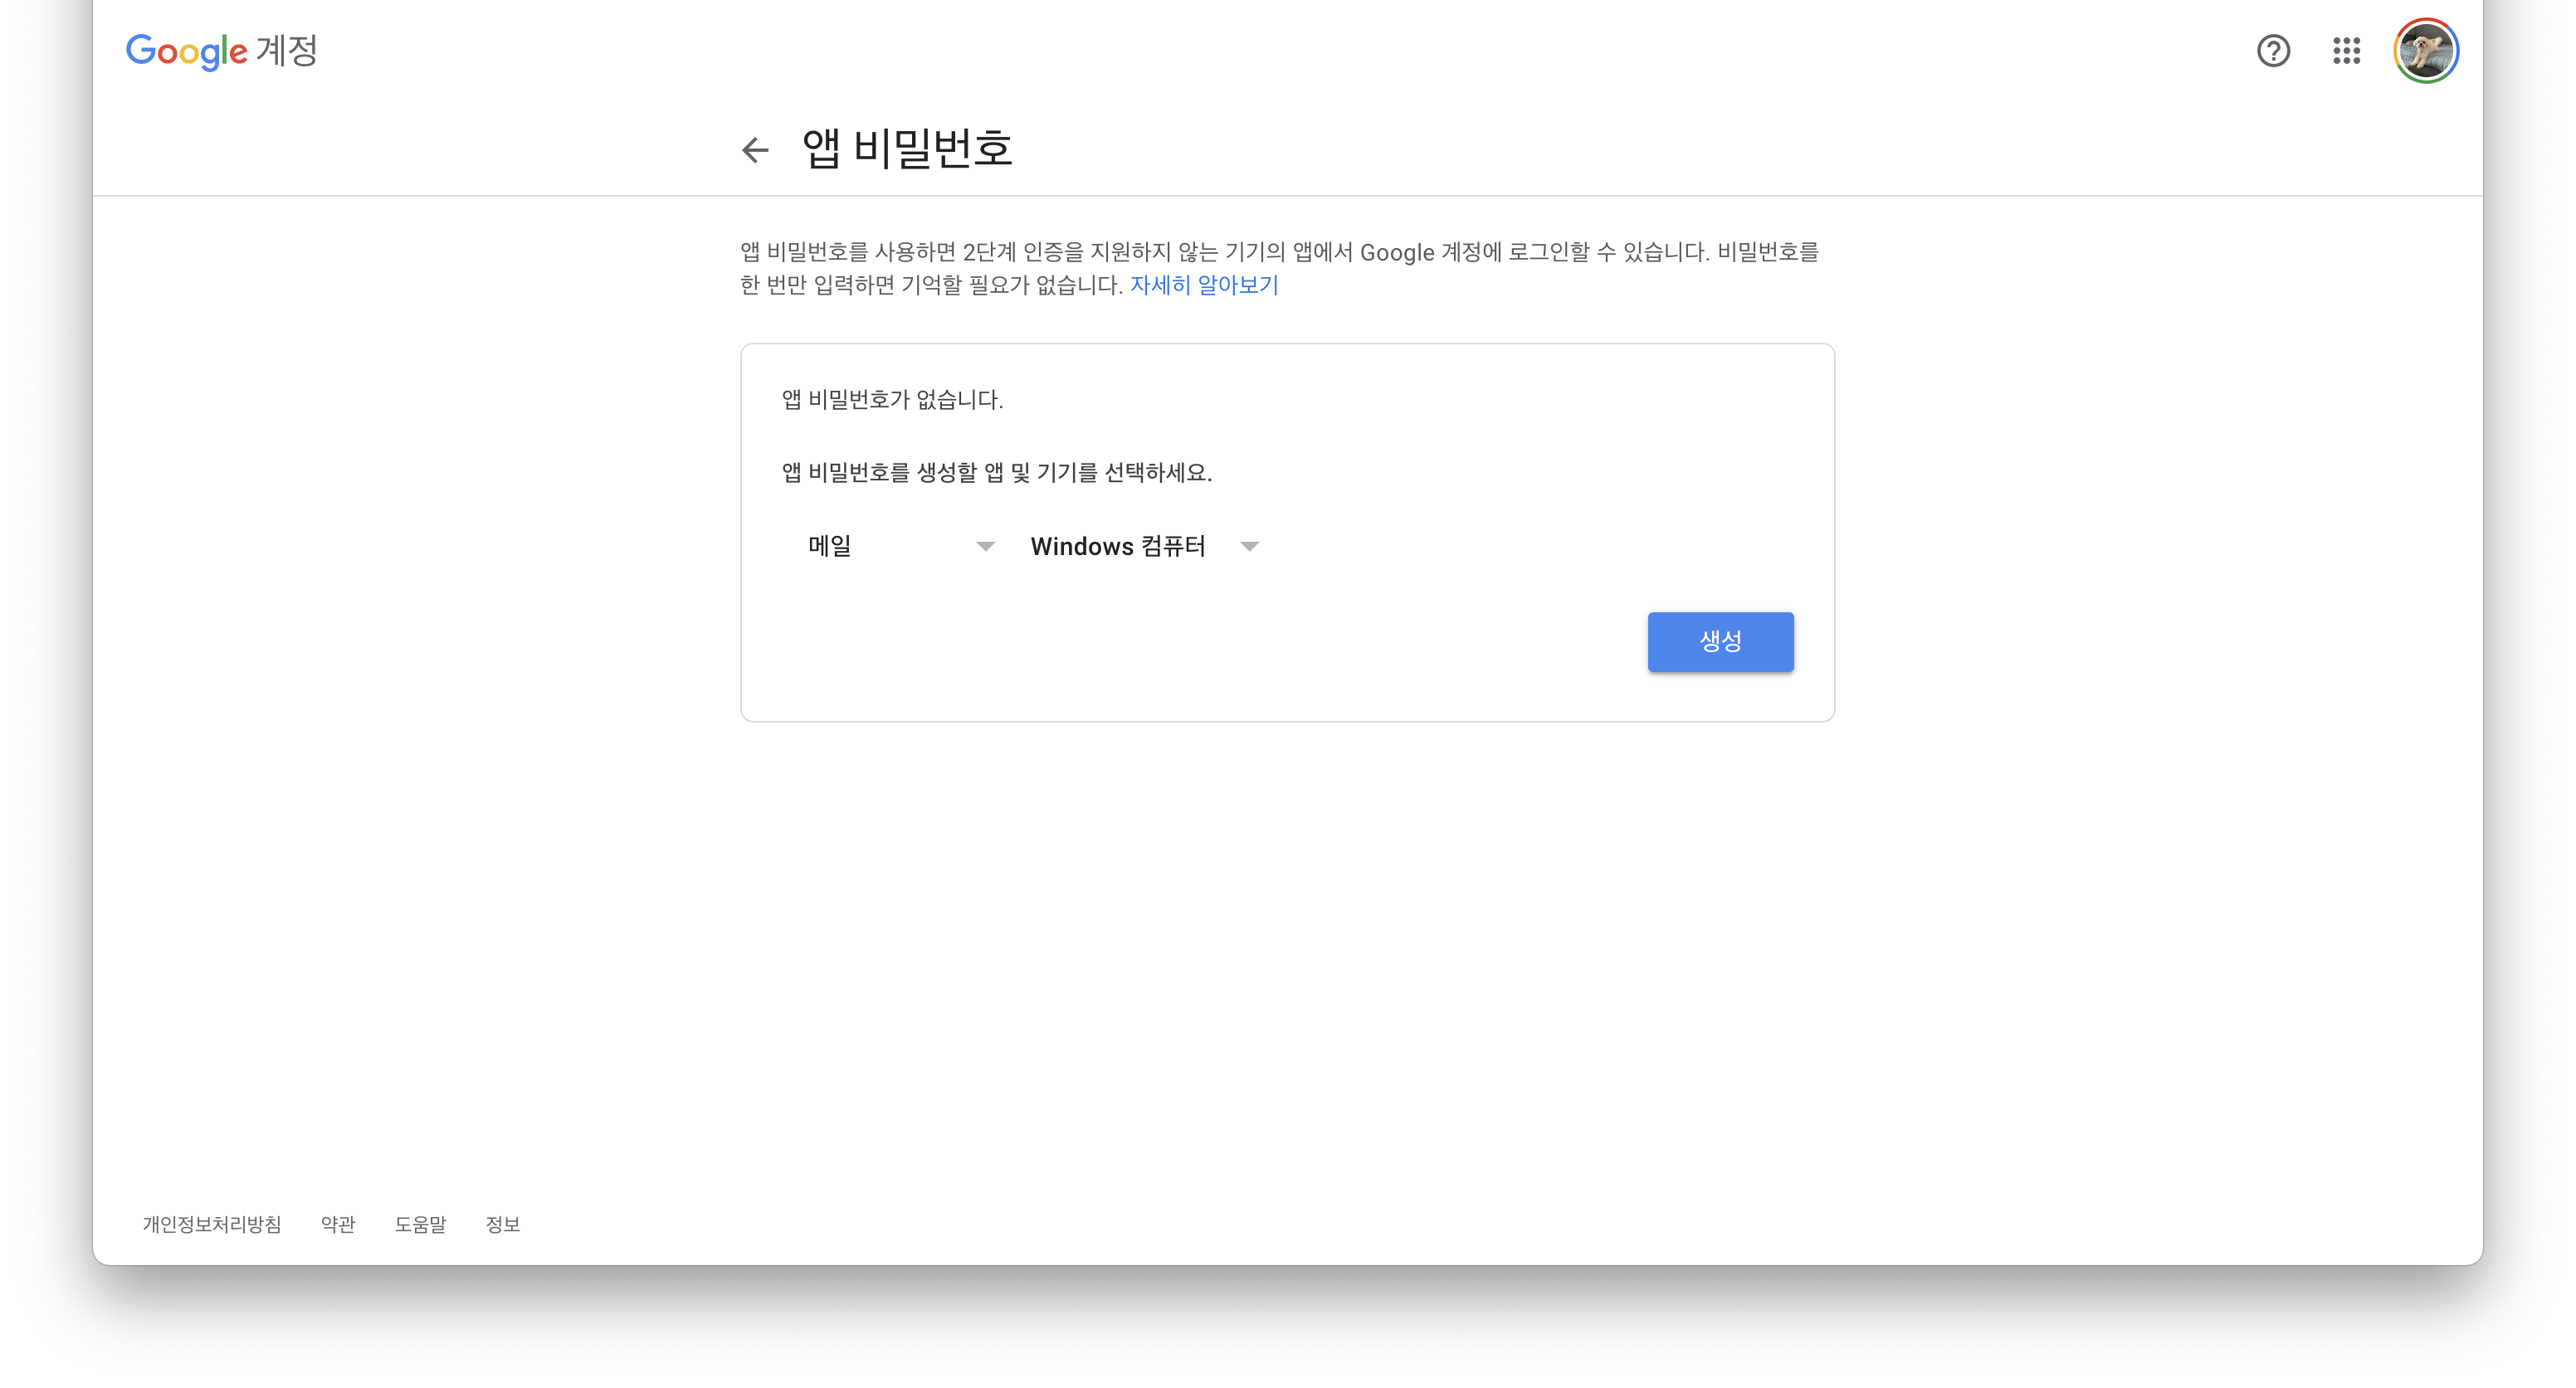 Google 계정
앱 비밀번호
앱 비밀번호를 사용하면 2단계 인증을 지원하지 않는 기기의 앱에서 Google 계정에 로그인할 수 있습니다. 비밀번호를
한 번만 입력하면 기억할 필요가 없습니다. 자세히 알아보기
앱 비밀번호가 없습니다.
앱 비밀번호를 생성할 앱 및 기기를 선택하세요.
메일 Windows 컴퓨터
생성
개인정보처리방침 약관 도움말 정보